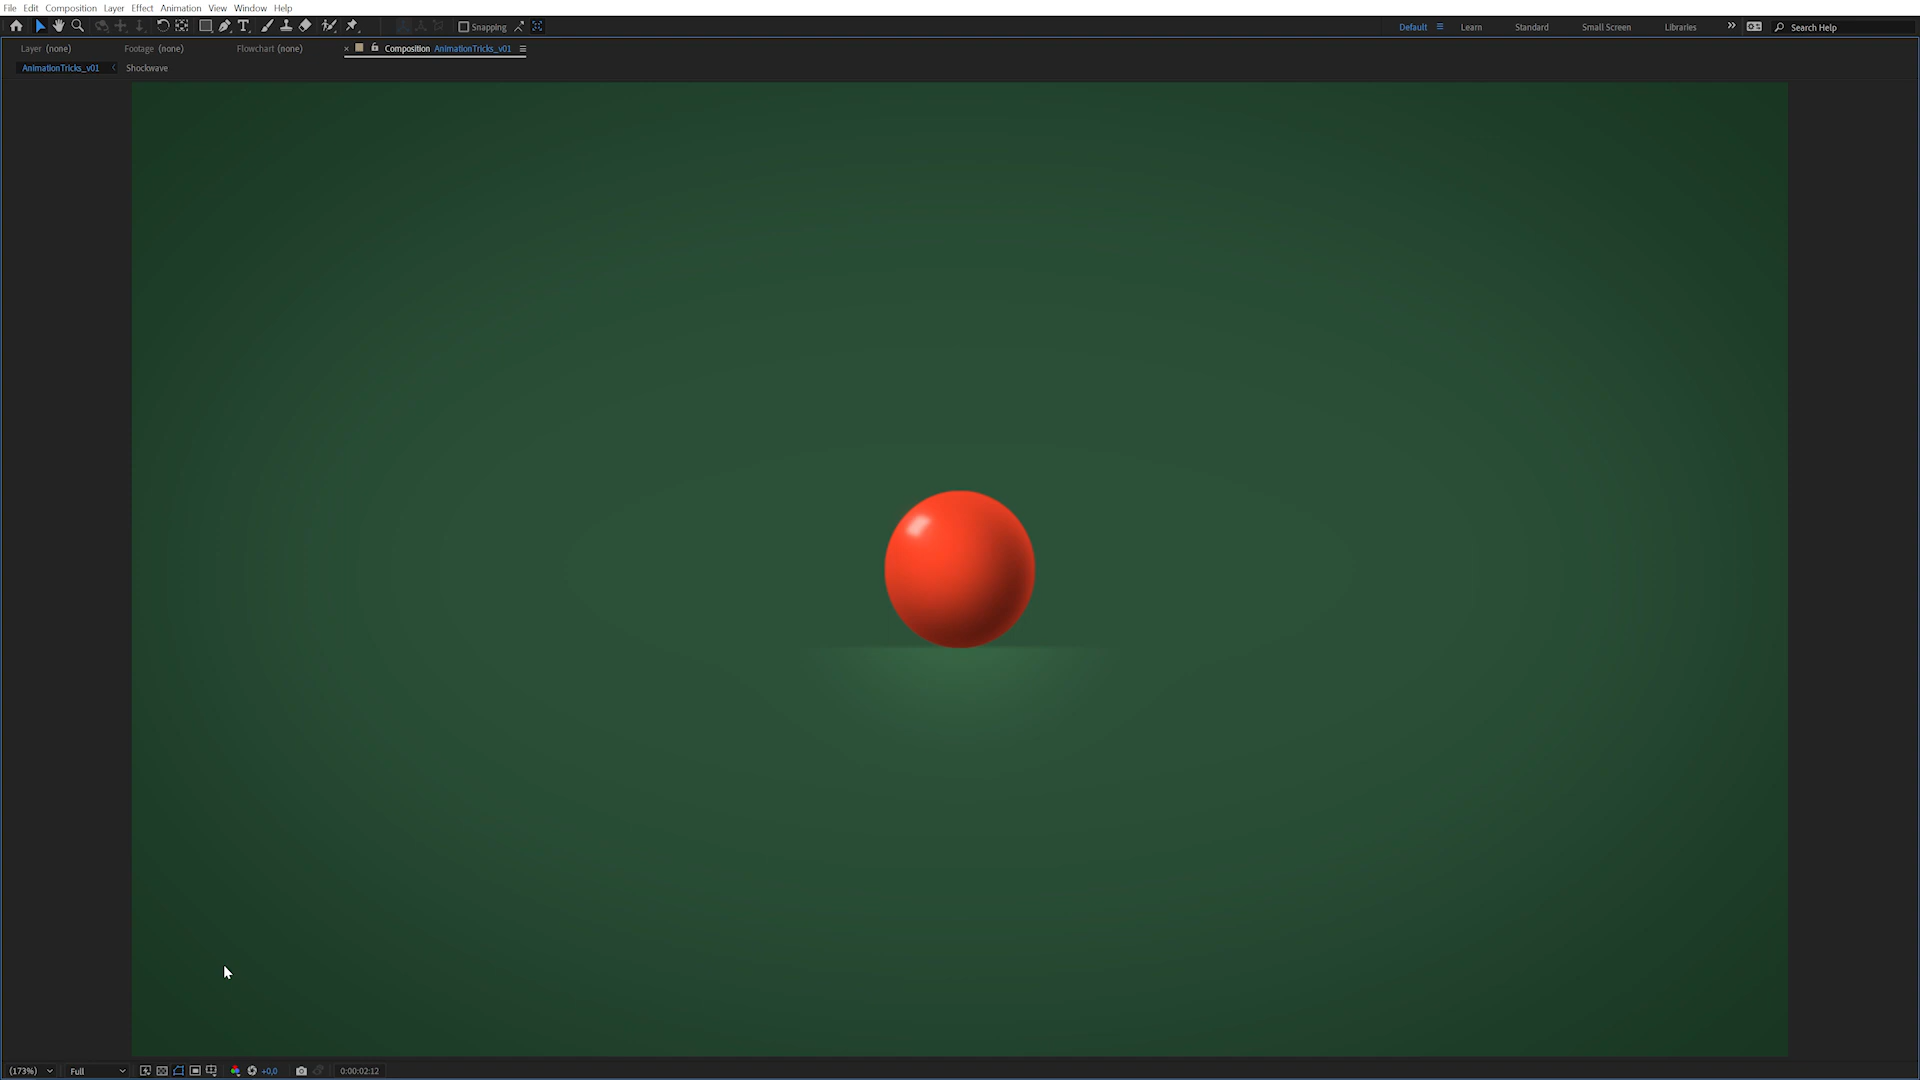 File Edit Composition Layer Effect Animation View Window Help
Snapping Default Learn Standard Small Screen Libraries Search Help
Layer (none) Footage (none) Flowchart (none) × Composition AnimationTricks_v01
AnimationTricks_v01 Shockwave
(173%) Full +0,0 0:00:02:12